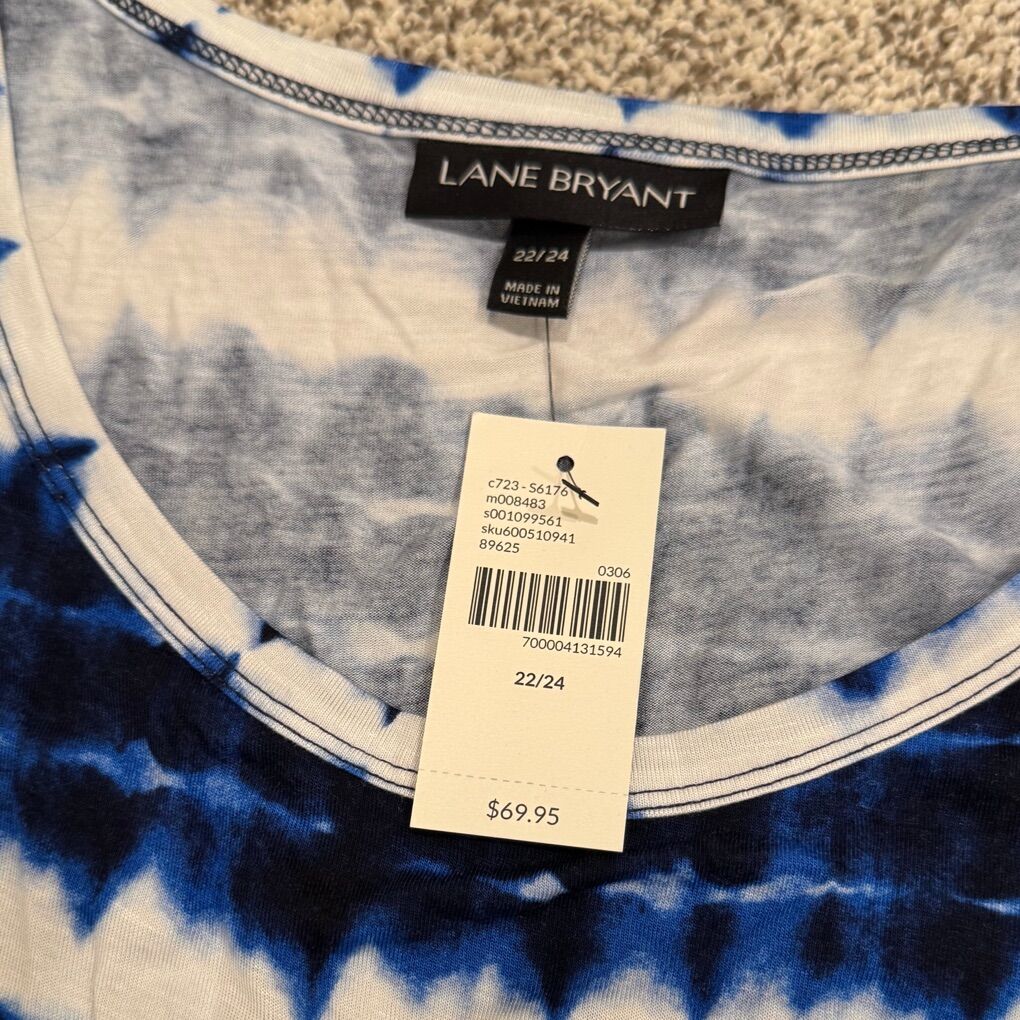 LANE BRYANT
22/24
MADE IN
VIETNAM
c723 - S6176
m008483
s001099561
sku600510941
89625
0306
700004131594
22/24
$69.95